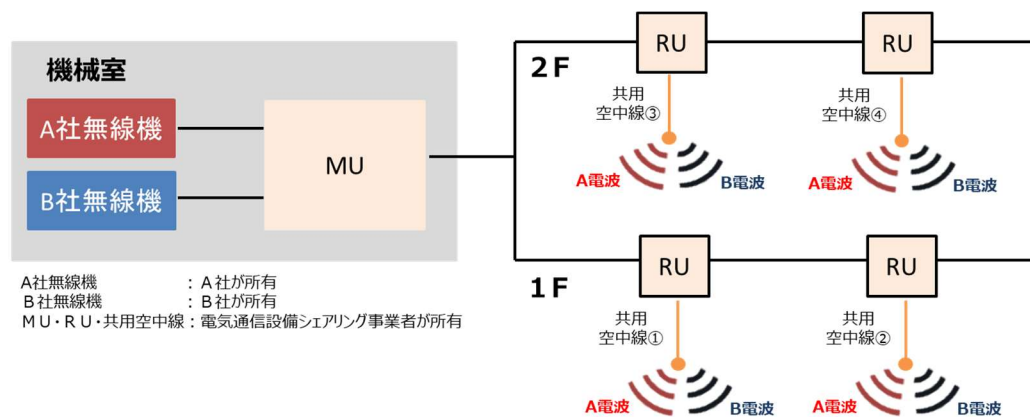 機械室
A社無線機
B社無線機
MU
A社無線機 : A社が所有
B社無線機 : B社が所有
MU・RU・共用空中線 : 電気通信設備シェアリング事業者が所有
2F
RU
共用
空中線③
A電波
B電波
RU
共用
空中線④
A電波
B電波
1F
RU
共用
空中線①
A電波
B電波
RU
共用
空中線②
A電波
B電波